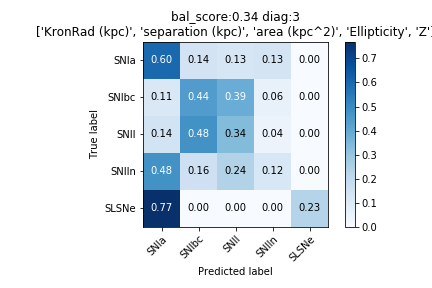 bal_score:0.34 diag:3
['KronRad (kpc)', 'separation (kpc)', 'area (kpc^2)', 'Ellipticity', 'Z']
SNIa 0.60 0.14 0.13 0.13 0.00
SNIbc 0.11 0.44 0.39 0.06 0.00
SNII 0.14 0.48 0.34 0.04 0.00
SNIIn 0.48 0.16 0.24 0.12 0.00
SLSNe 0.77 0.00 0.00 0.00 0.23
True label
SNIa SNIbc SNII SNIIn SLSNe
Predicted label
0.7
0.6
0.5
0.4
0.3
0.2
0.1
0.0